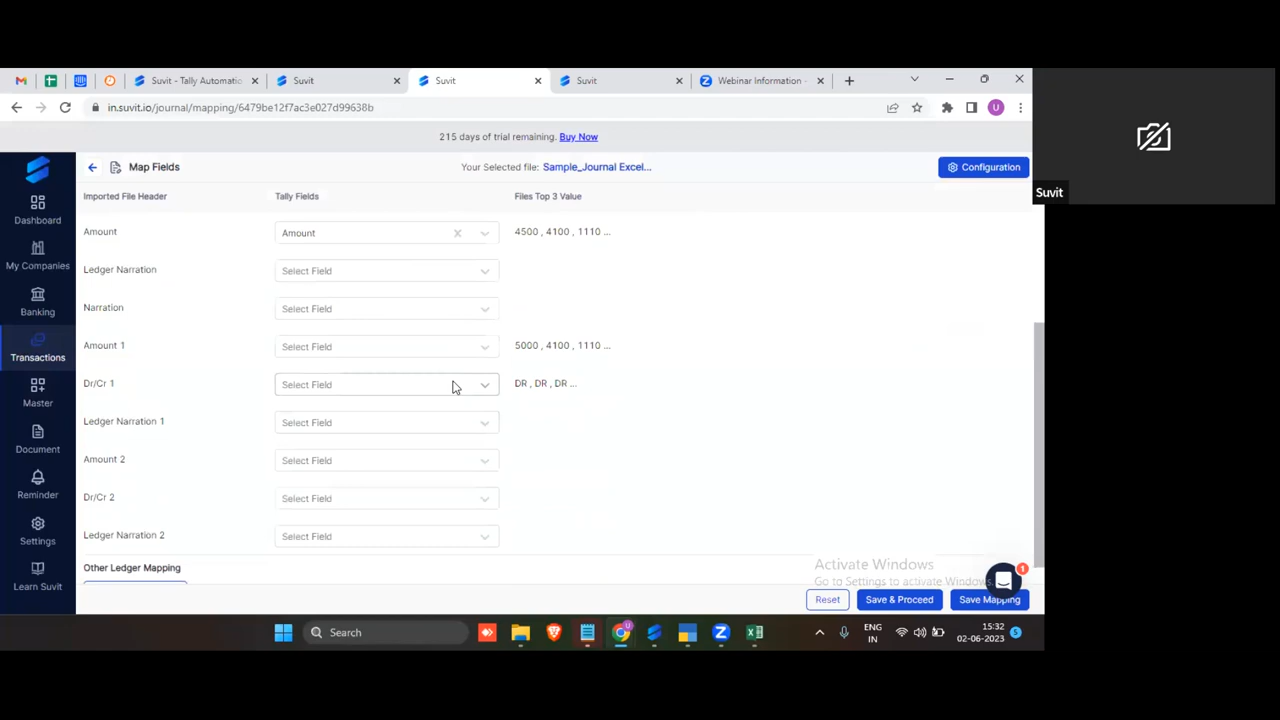 Suvit - Tally Automatic
Suvit
Suvit
Suvit
Webinar Information -
in.suvit.io/journal/mapping/6479be12f7ac3e027d99638b
U
215 days of trial remaining. Buy Now
Map Fields
Your Selected file: Sample_Journal Excel...
Configuration
Suvit
Imported File Header
Tally Fields
Files Top 3 Value
Dashboard
My Companies
Banking
Transactions
Master
Document
Reminder
Settings
Learn Suvit
Amount
Amount
4500 , 4100 , 1110 ...
Ledger Narration
Select Field
Narration
Select Field
Amount 1
Select Field
5000 , 4100 , 1110 ...
Dr/Cr 1
Select Field
DR , DR , DR ...
Ledger Narration 1
Select Field
Amount 2
Select Field
Dr/Cr 2
Select Field
Ledger Narration 2
Select Field
Other Ledger Mapping
Activate Windows
Go to Settings to activate Windows.
1
Reset
Save & Proceed
Save Mapping
Search
ENG
IN
15:32
02-06-2023
5